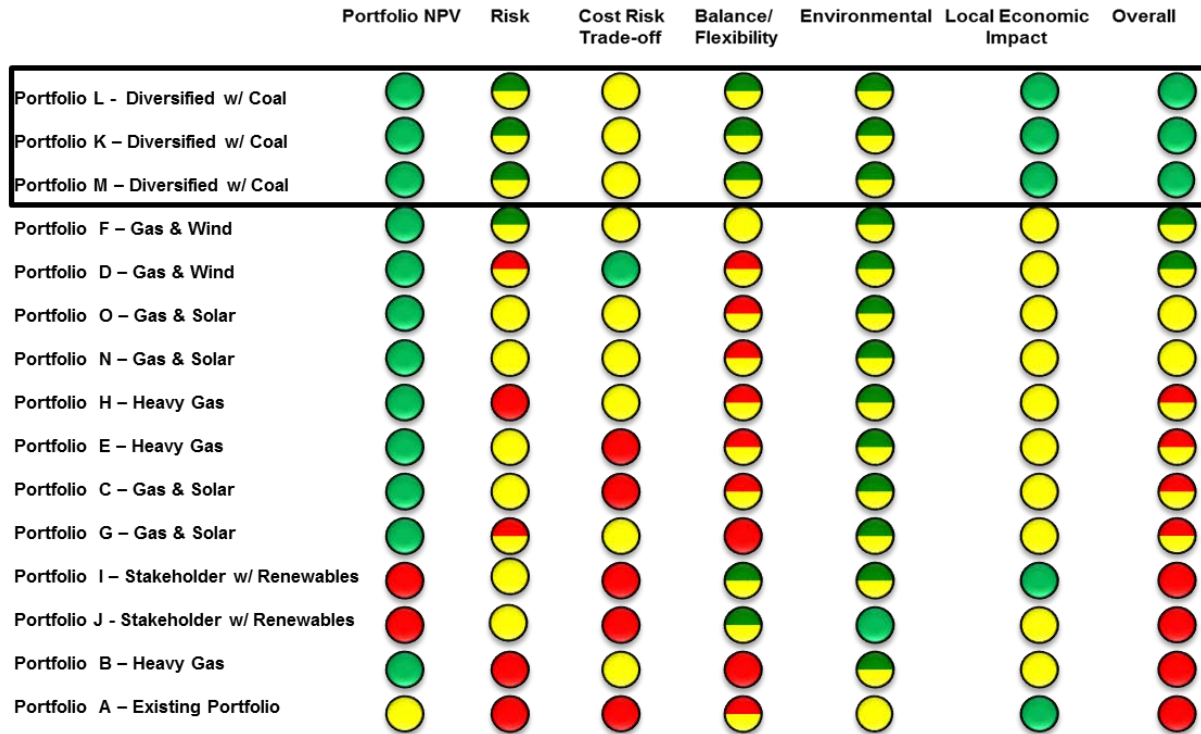 Portfolio NPV Risk Cost Risk Balance/ Environmental Local Economic Overall
Trade-off Flexibility Impact
Portfolio L - Diversified w/ Coal
Portfolio K – Diversified w/ Coal
Portfolio M – Diversified w/ Coal
Portfolio F – Gas & Wind
Portfolio D – Gas & Wind
Portfolio O – Gas & Solar
Portfolio N – Gas & Solar
Portfolio H – Heavy Gas
Portfolio E – Heavy Gas
Portfolio C – Gas & Solar
Portfolio G – Gas & Solar
Portfolio I – Stakeholder w/ Renewables
Portfolio J - Stakeholder w/ Renewables
Portfolio B – Heavy Gas
Portfolio A – Existing Portfolio